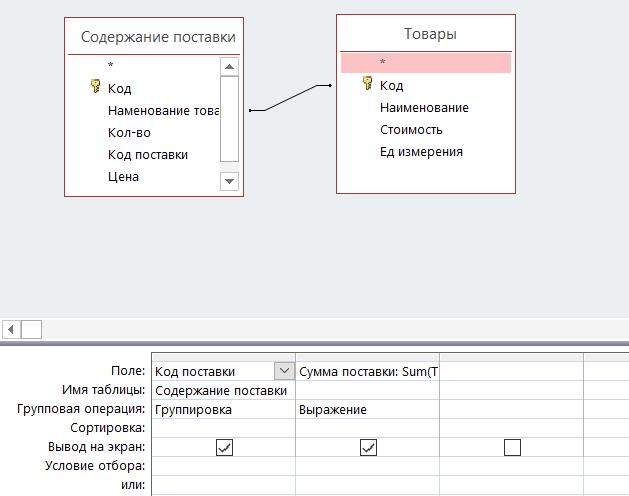 Содержание поставки
*
Код
Наменование това
Кол-во
Код поставки
Цена
Товары
*
Код
Наименование
Стоимость
Ед измерения
Поле: Код поставки Сумма поставки: Sum(Т
Имя таблицы: Содержание поставки
Групповая операция: Группировка Выражение
Сортировка:
Вывод на экран:
Условие отбора:
или: